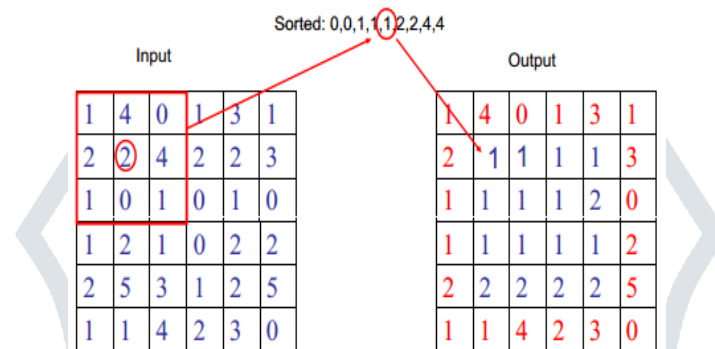 Sorted: 0,0,1,1,1,2,2,4,4
Input
Output
1 4 0 1 3 1
2 2 4 2 2 3
1 0 1 0 1 0
1 2 1 0 2 2
2 5 3 1 2 5
1 1 4 2 3 0
1 4 0 1 3 1
2 1 1 1 1 3
1 1 1 1 2 0
1 1 1 1 1 2
2 2 2 2 2 5
1 1 4 2 3 0